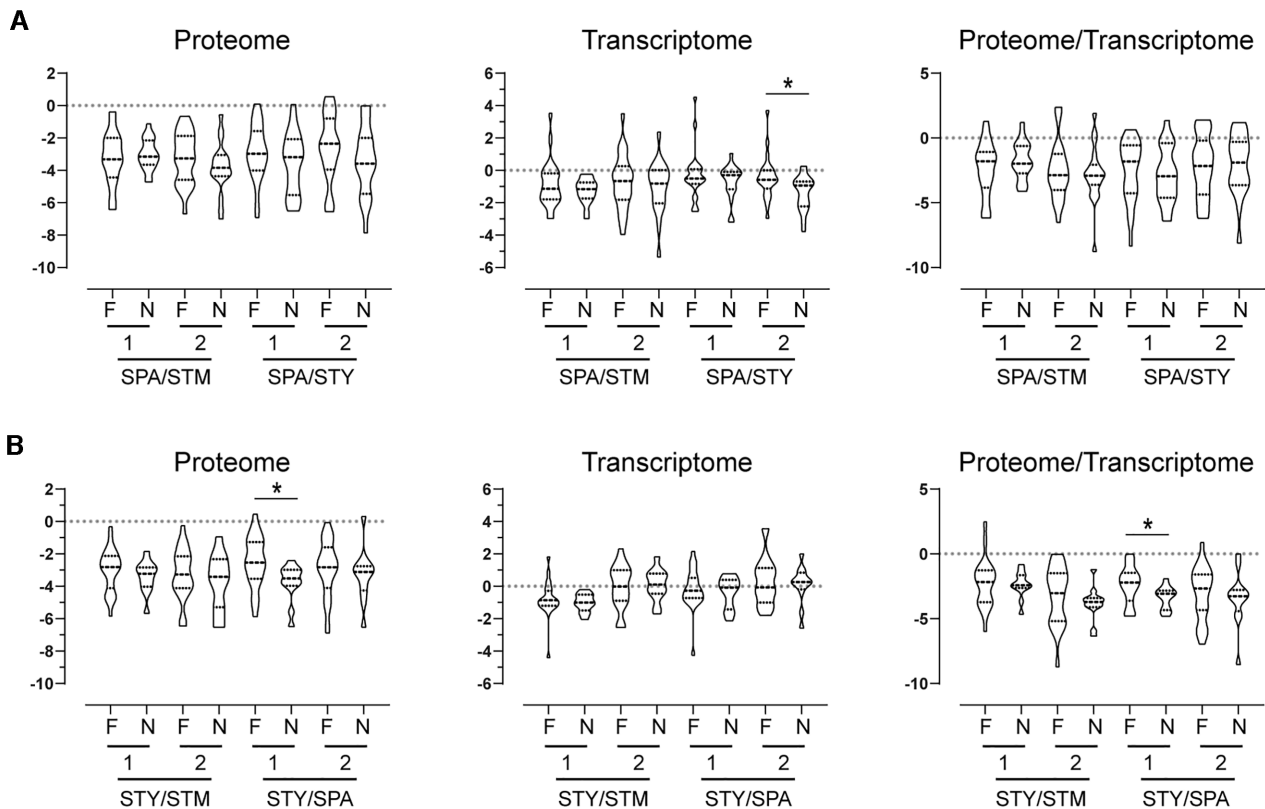 A
Proteome Transcriptome Proteome/Transcriptome
2 6 5
0 4 0
-2 2 -5
-4 0 -10
-6 -2
-8 -4
-10 -6
*
F N F N F N F N F N F N F N F N F N F N F N F N
1 2 1 2 1 2 1 2 1 2 1 2
SPA/STM SPA/STY SPA/STM SPA/STY SPA/STM SPA/STY
B
Proteome Transcriptome Proteome/Transcriptome
2 6 5
0 4 0
-2 2 -5
-4 0 -10
-6 -2
-8 -4
-10 -6
* *
F N F N F N F N F N F N F N F N F N F N F N F N
1 2 1 2 1 2 1 2 1 2 1 2
STY/STM STY/SPA STY/STM STY/SPA STY/STM STY/SPA